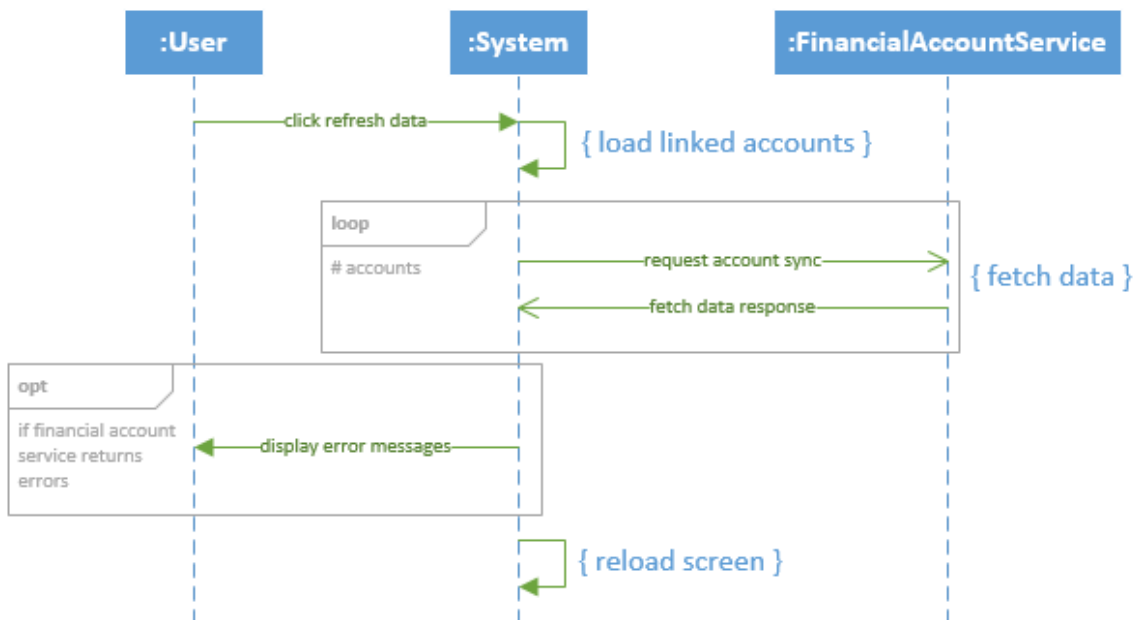 :User
:System
:FinancialAccountService
click refresh data
{ load linked accounts }
loop
# accounts
request account sync
{ fetch data }
fetch data response
opt
if financial account
service returns
errors
display error messages
{ reload screen }